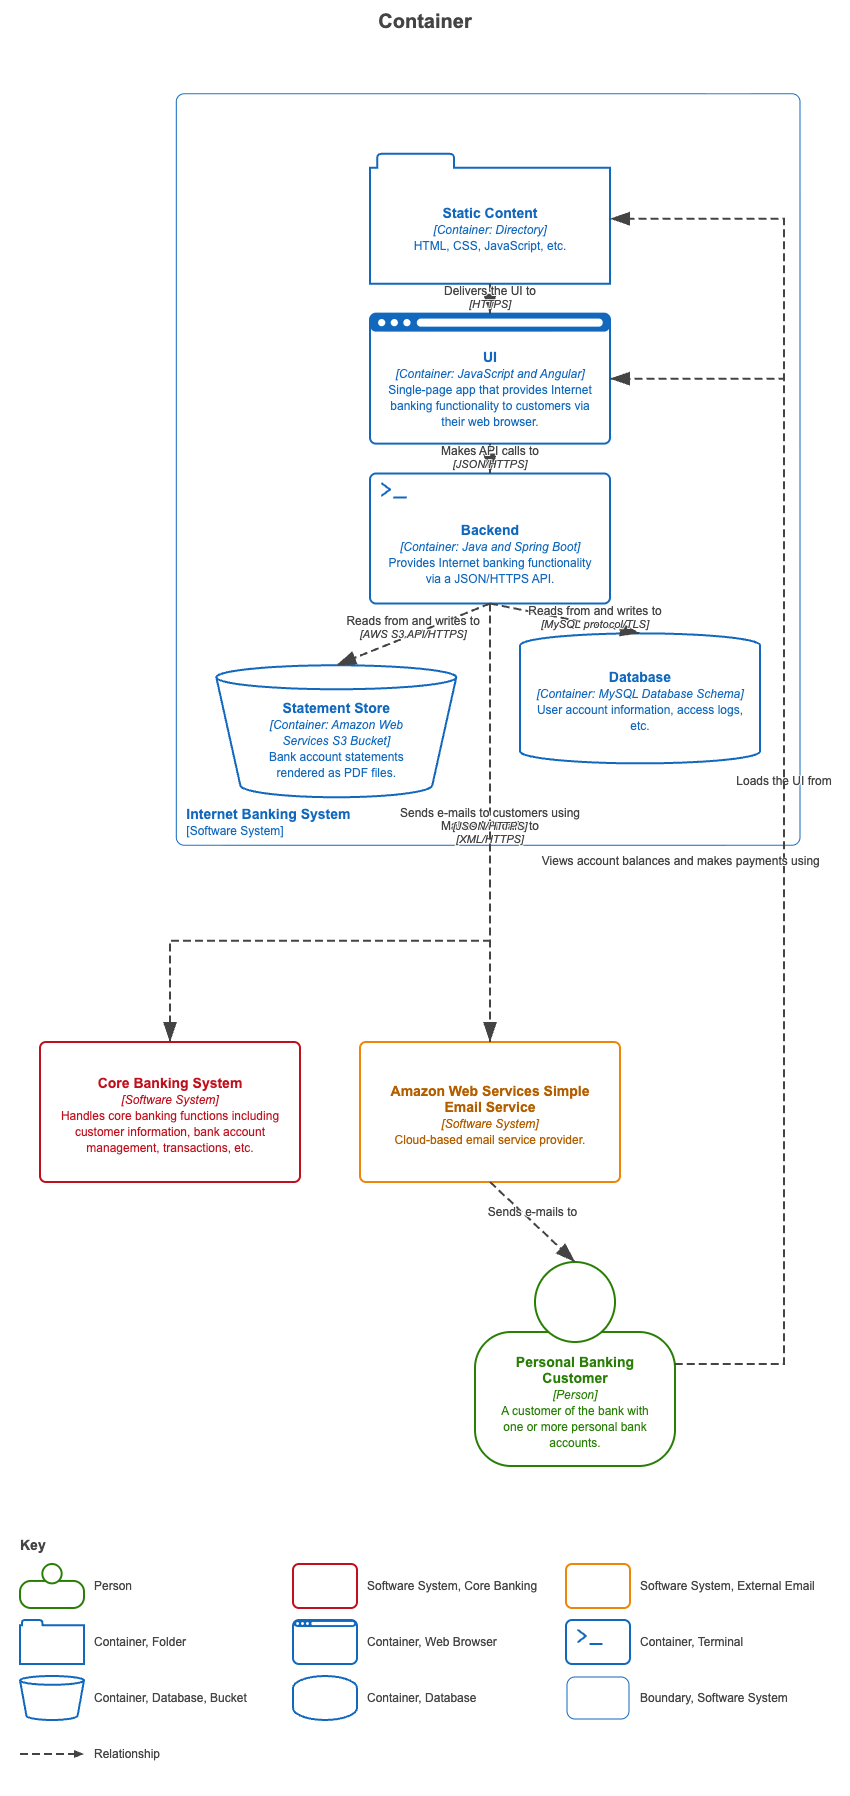 Container
Static Content
[Container: Directory]
HTML, CSS, JavaScript, etc.
Delivers the UI to
[HTTPS]
UI
[Container: JavaScript and Angular]
Single-page app that provides Internet
banking functionality to customers via
their web browser.
Makes API calls to
[JSON/HTTPS]
Backend
[Container: Java and Spring Boot]
Provides Internet banking functionality
via a JSON/HTTPS API.
Reads from and writes to
[AWS S3 API/HTTPS]
Reads from and writes to
[MySQL protocol/TLS]
Statement Store
[Container: Amazon Web
Services S3 Bucket]
Bank account statements
rendered as PDF files.
Database
[Container: MySQL Database Schema]
User account information, access logs,
etc.
Loads the UI from
Internet Banking System
[Software System]
Sends e-mails to customers using
[JSON/HTTPS]
to
[XML/HTTPS]
Views account balances and makes payments using
Core Banking System
[Software System]
Handles core banking functions including
customer information, bank account
management, transactions, etc.
Amazon Web Services Simple
Email Service
[Software System]
Cloud-based email service provider.
Sends e-mails to
Personal Banking
Customer
[Person]
A customer of the bank with
one or more personal bank
accounts.
Key
Person
Software System, Core Banking
Software System, External Email
Container, Folder
Container, Web Browser
Container, Terminal
Container, Database, Bucket
Container, Database
Boundary, Software System
Relationship